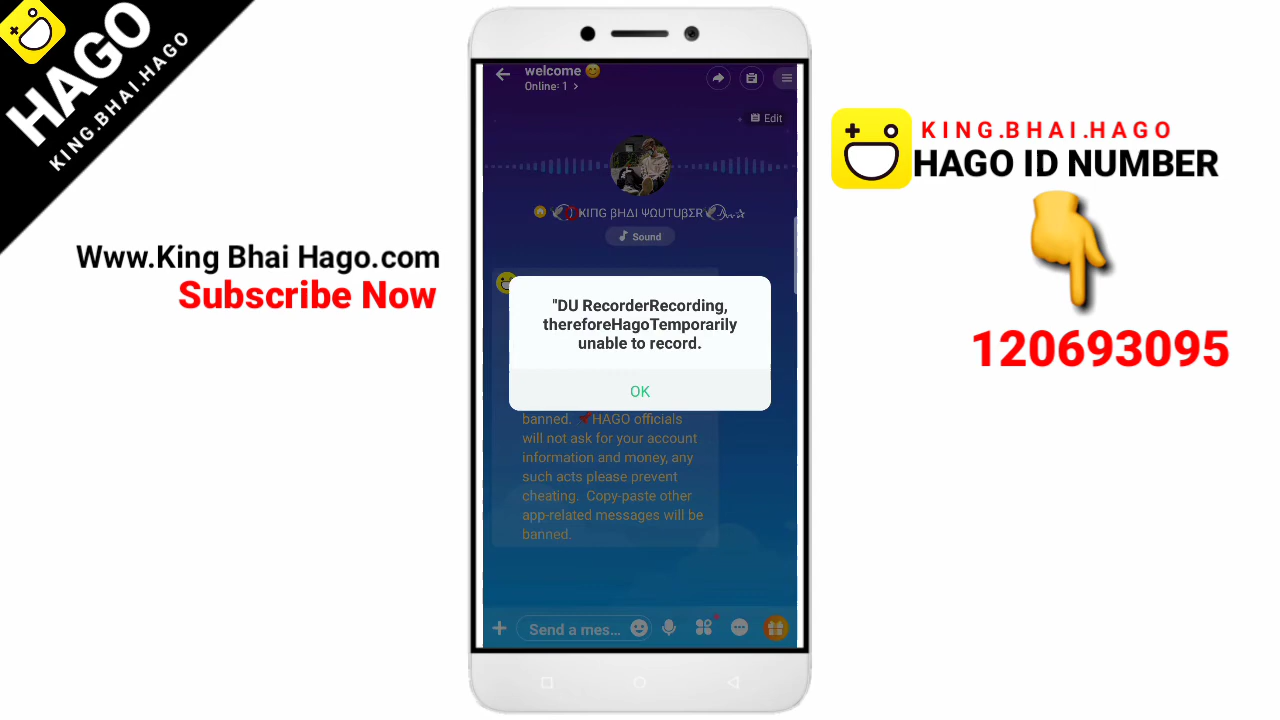 HAGO
KING.BHAI.HAGO
Www.King Bhai Hago.com
Subscribe Now
welcome
Online: 1 >
Edit
KIПG βHΔI ΨΩUTUβΣR
Sound
"DU RecorderRecording,
thereforeHagoTemporarily
unable to record.
OK
banned. HAGO officials
will not ask for your account
information and money, any
such acts please prevent
cheating. Copy-paste other
app-related messages will be
banned.
Send a mes...
KING.BHAI.HAGO
HAGO ID NUMBER
120693095